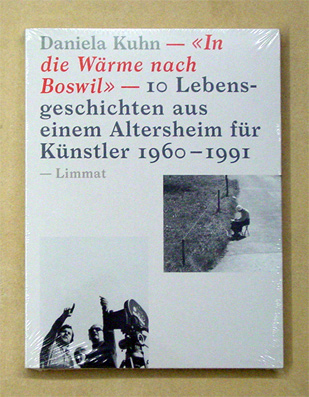 Daniela Kuhn — «In
die Wärme nach
Boswil» — 10 Lebens-
geschichten aus
einem Altersheim für
Künstler 1960–1991
— Limmat